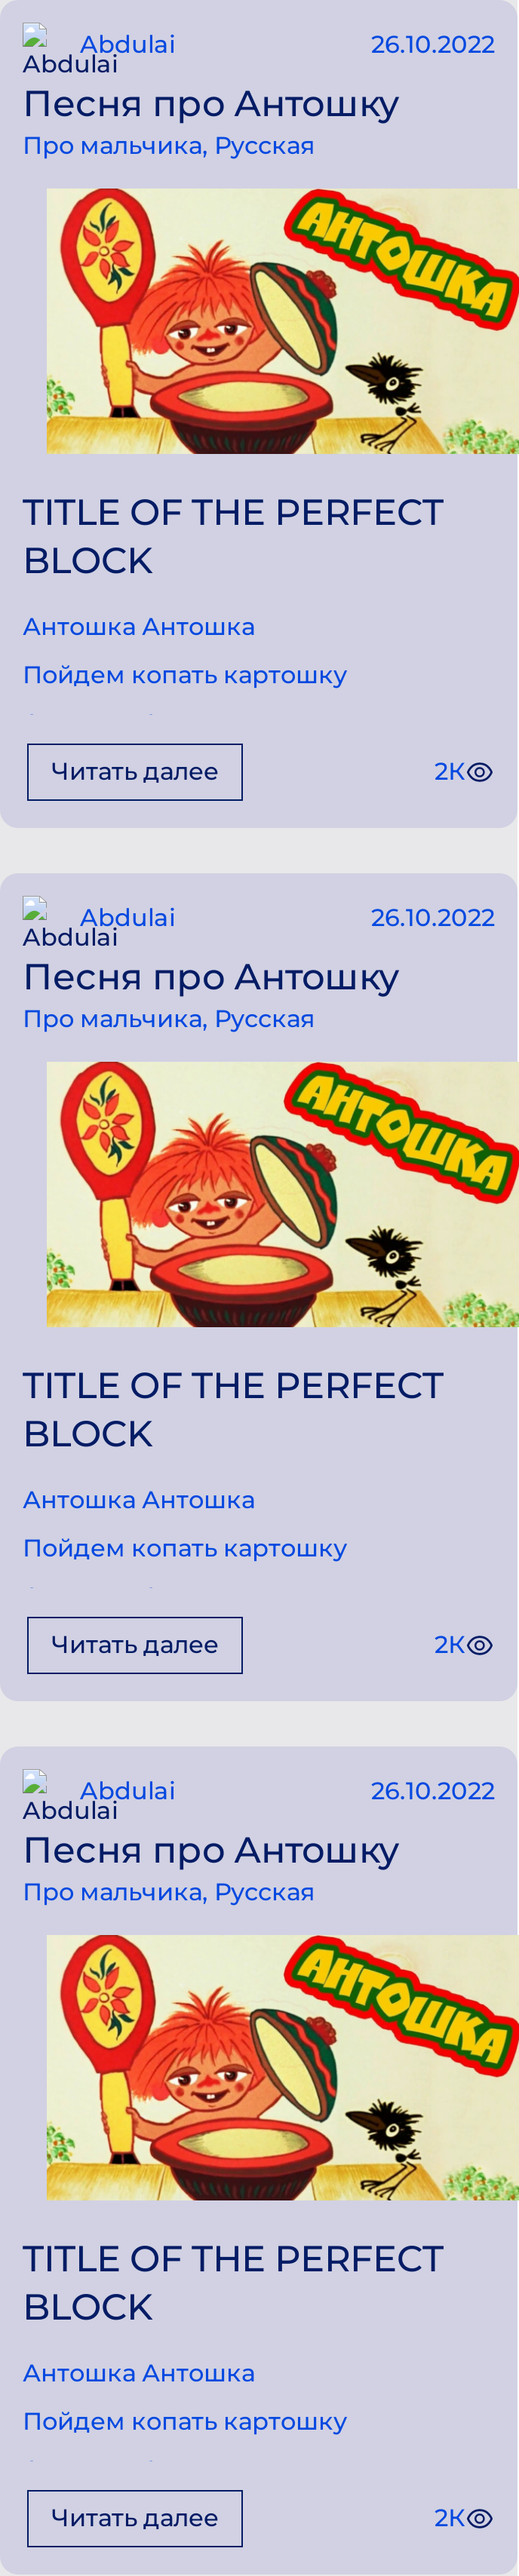 Abdulai 26.10.2022
Abdulai
Песня про Антошку
Про мальчика, Русская
АНТОШКА
TITLE OF THE PERFECT
BLOCK
Антошка Антошка
Пойдем копать картошку
Читать далее 2К
Abdulai 26.10.2022
Abdulai
Песня про Антошку
Про мальчика, Русская
АНТОШКА
TITLE OF THE PERFECT
BLOCK
Антошка Антошка
Пойдем копать картошку
Читать далее 2К
Abdulai 26.10.2022
Abdulai
Песня про Антошку
Про мальчика, Русская
АНТОШКА
TITLE OF THE PERFECT
BLOCK
Антошка Антошка
Пойдем копать картошку
Читать далее 2К